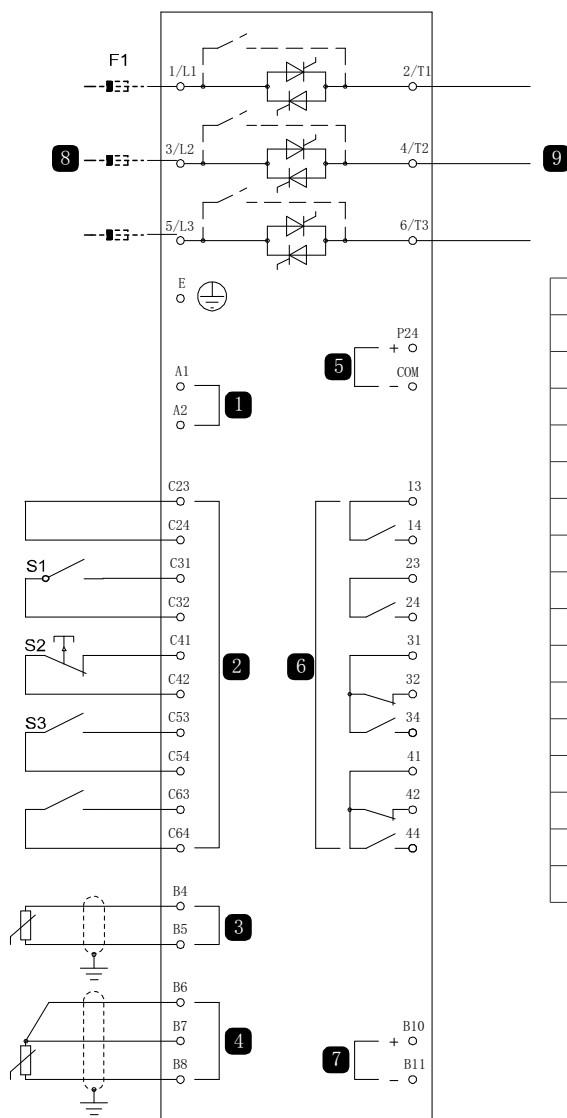 F1
1/L1 2/T1
8 3/L2 4/T2 9
5/L3 6/T3
E
P24
+
5 COM
-
A1
1
A2
C23 13
C24 14
S1 C31 23
C32 24
S2 C41 31
2 6
C42 32
S3 C53 34
C54 41
C63 42
C64 44
B4
3
B5
B6
B7 B10
4 7 +
B8 B11
-